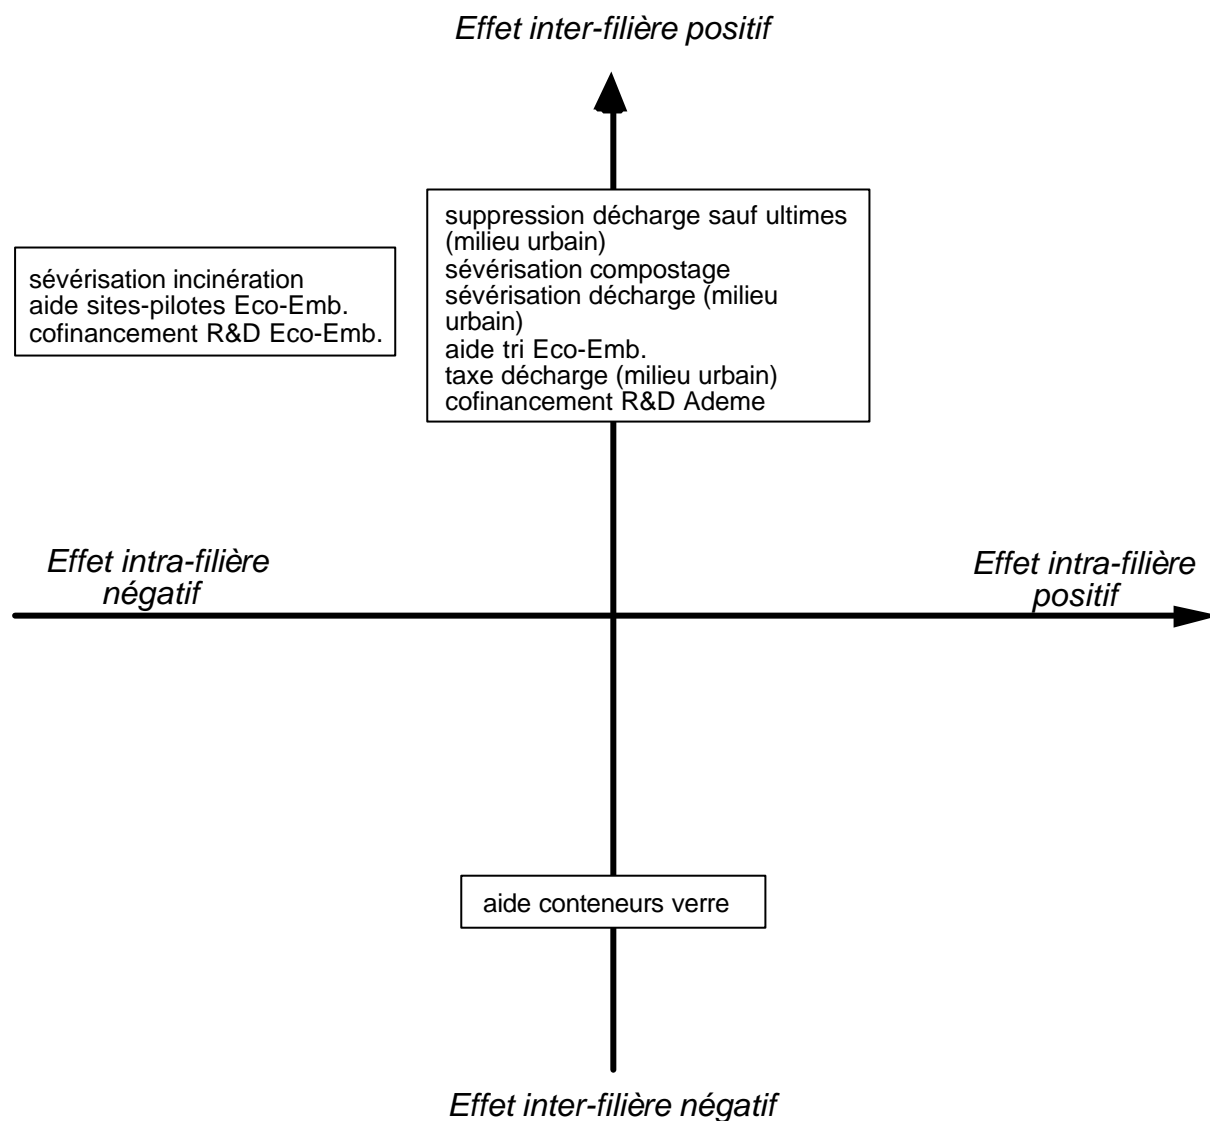 Effet inter-filière positif
suppression décharge sauf ultimes
(milieu urbain)
sévérisation compostage
sévérisation décharge (milieu
urbain)
aide tri Eco-Emb.
taxe décharge (milieu urbain)
cofinancement R&D Ademe
sévérisation incinération
aide sites-pilotes Eco-Emb.
cofinancement R&D Eco-Emb.
Effet intra-filière
négatif
Effet intra-filière
positif
aide conteneurs verre
Effet inter-filière négatif